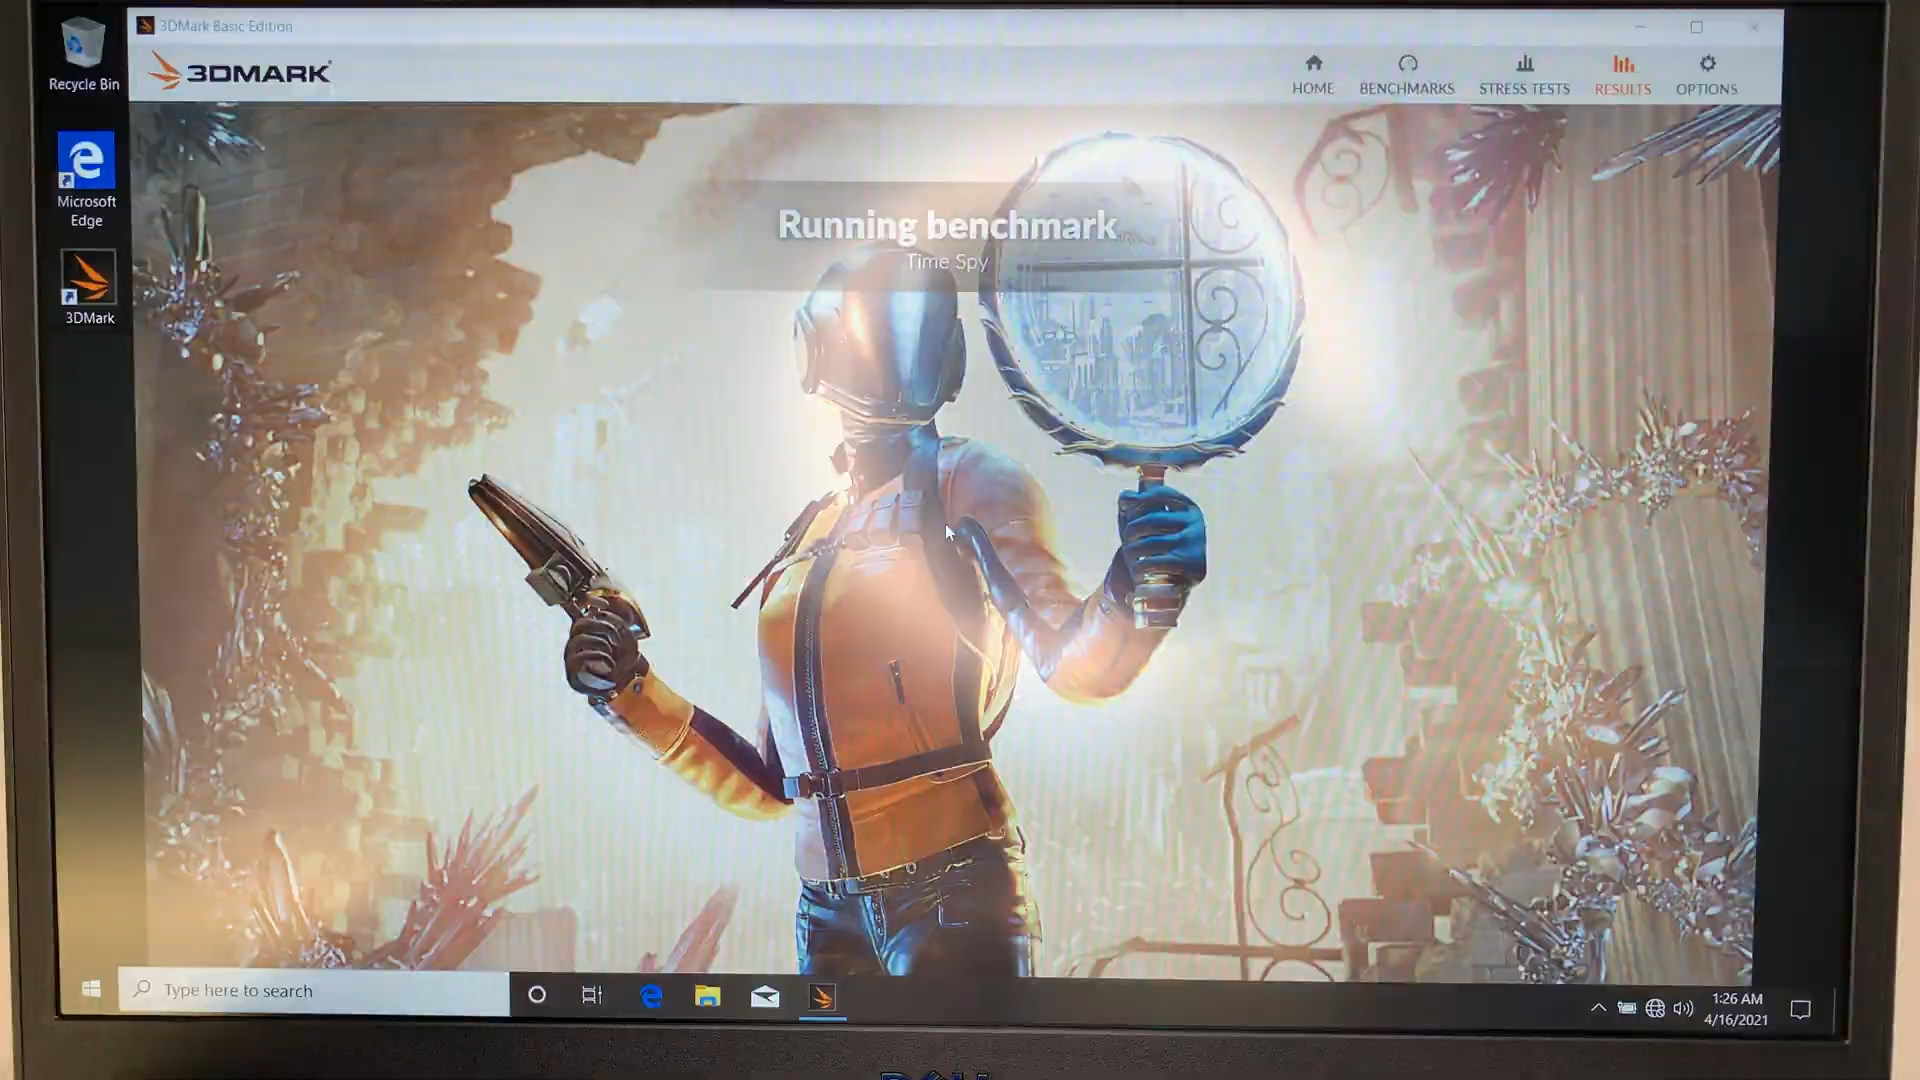 3DMark Basic Edition
Recycle Bin
3DMARK
HOME
BENCHMARKS
STRESS TESTS
RESULTS
OPTIONS
Microsoft
Edge
Running benchmark
Time Spy
3DMark
Type here to search
1:26 AM
4/16/2021